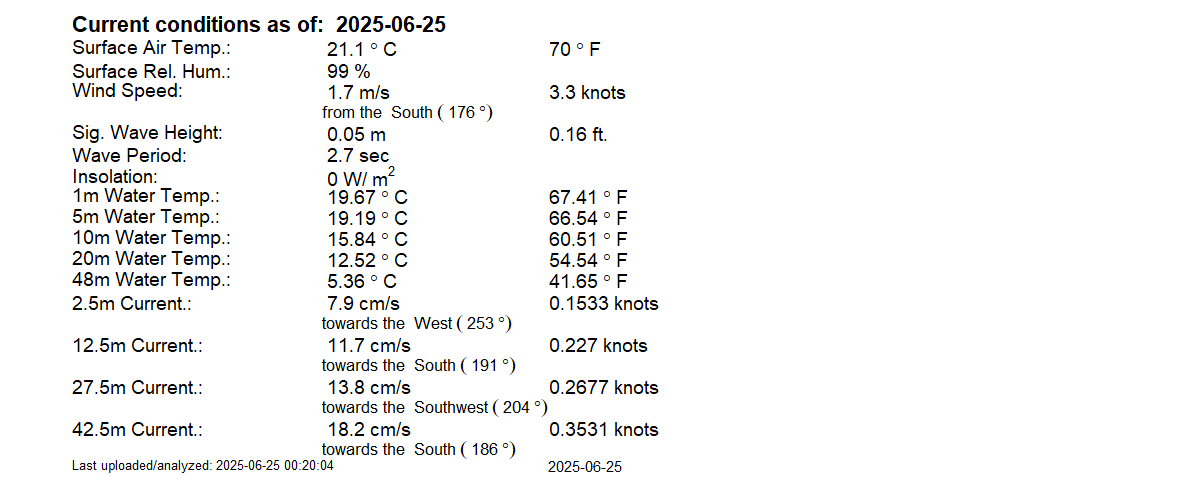 Current conditions as of: 2025-06-25
Surface Air Temp.: 21.1 ° C 70 ° F
Surface Rel. Hum.: 99 %
Wind Speed: 1.7 m/s 3.3 knots
from the South ( 176 °)
Sig. Wave Height: 0.05 m 0.16 ft.
Wave Period: 2.7 sec
Insolation: 0 W/ m²
1m Water Temp.: 19.67 ° C 67.41 ° F
5m Water Temp.: 19.19 ° C 66.54 ° F
10m Water Temp.: 15.84 ° C 60.51 ° F
20m Water Temp.: 12.52 ° C 54.54 ° F
48m Water Temp.: 5.36 ° C 41.65 ° F
2.5m Current.: 7.9 cm/s 0.1533 knots
towards the West ( 253 °)
12.5m Current.: 11.7 cm/s 0.227 knots
towards the South ( 191 °)
27.5m Current.: 13.8 cm/s 0.2677 knots
towards the Southwest ( 204 °)
42.5m Current.: 18.2 cm/s 0.3531 knots
towards the South ( 186 °)
Last uploaded/analyzed: 2025-06-25 00:20:04 2025-06-25